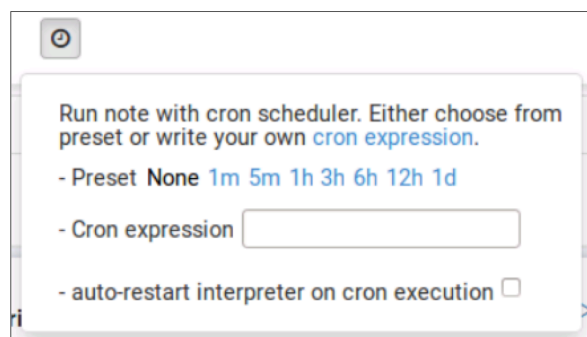 Run note with cron scheduler. Either choose from
preset or write your own cron expression.
- Preset None 1m 5m 1h 3h 6h 12h 1d
- Cron expression
- auto-restart interpreter on cron execution
ri